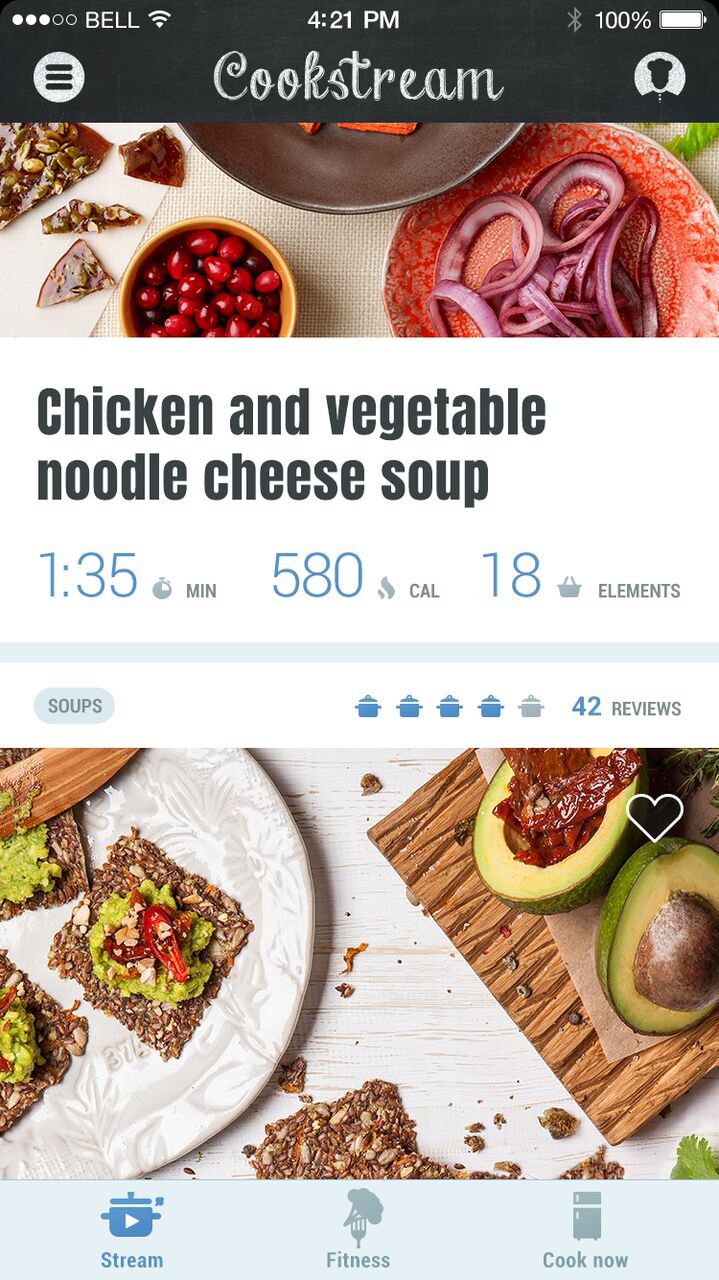 BELL 4:21 PM 100%
Cookstream
Chicken and vegetable
noodle cheese soup
1:35 MIN 580 CAL 18 ELEMENTS
SOUPS 42 REVIEWS
Stream Fitness Cook now